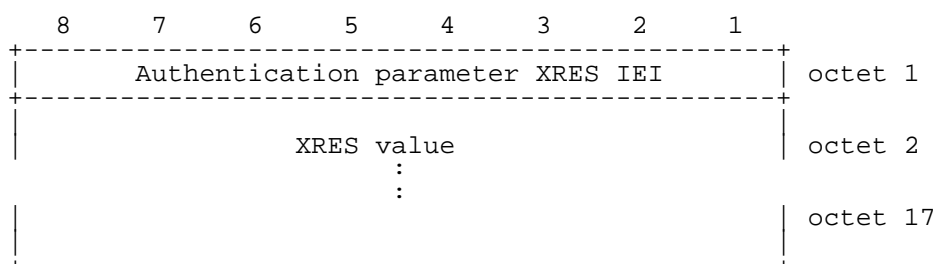 8 7 6 5 4 3 2 1
Authentication parameter XRES IEI octet 1
XRES value octet 2
:
:
octet 17